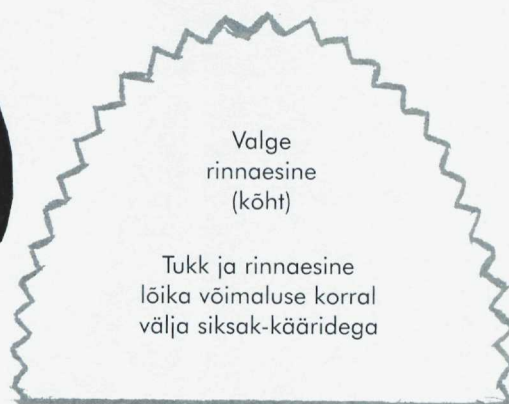 Valge
rinnaesine
(kõht)
Tukk ja rinnaesine
lõika võimaluse korral
välja siksak-kääridega